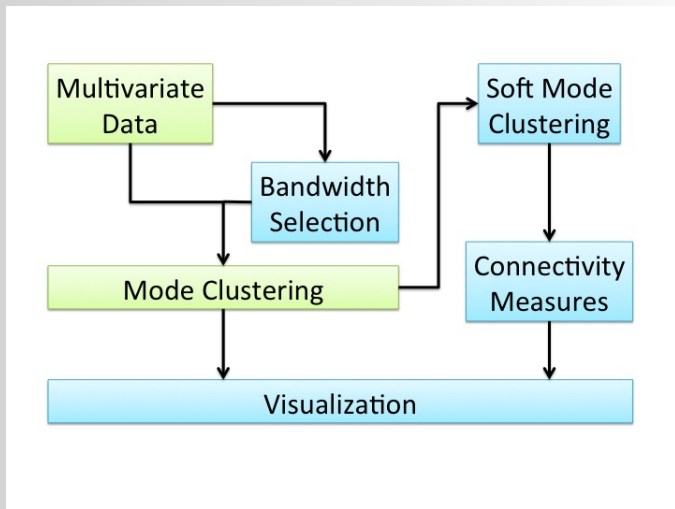 Multivariate
Data
Soft Mode
Clustering
Bandwidth
Selection
Mode Clustering
Connectivity
Measures
Visualization